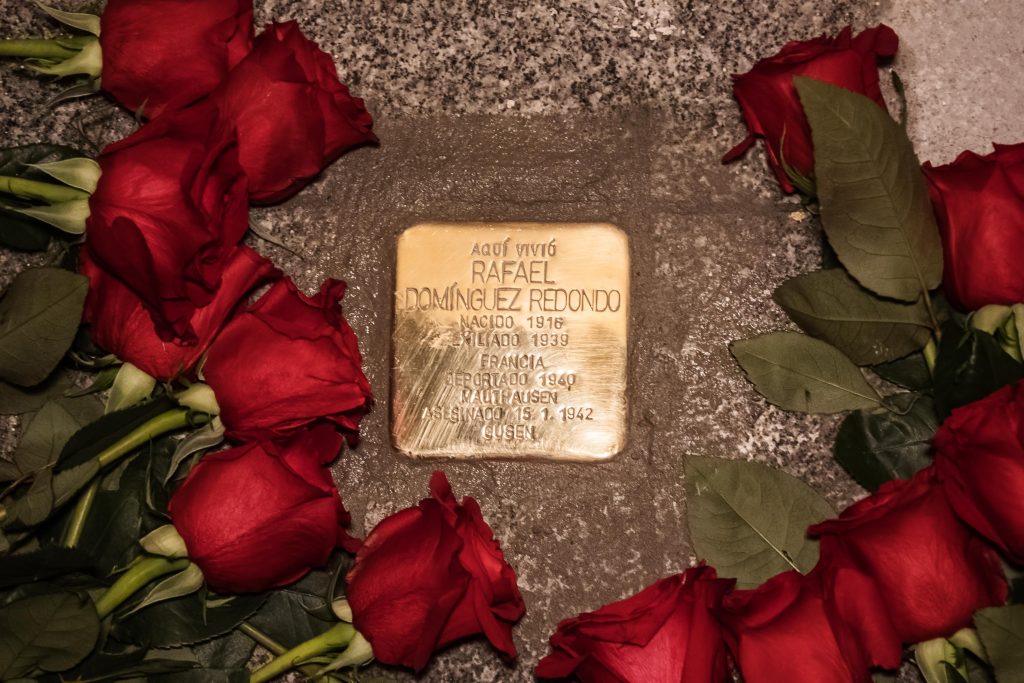 AQUÍ VIVIÓ
RAFAEL
DOMÍNGUEZ REDONDO
NACIDO 1916
EXILIADO 1939
FRANCIA
DEPORTADO 1940
MAUTHAUSEN
ASESINADO 15.1.1942
GUSEN